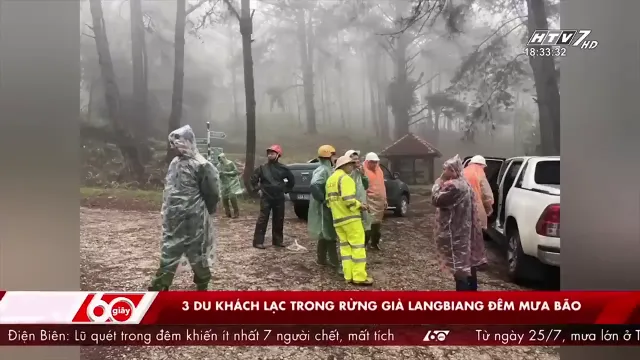 HTV7 HD
18:33:32
60 giây
3 DU KHÁCH LẠC TRONG RỪNG GIÀ LANGBIANG ĐÊM MƯA BÃO
Điện Biên: Lũ quét trong đêm khiến ít nhất 7 người chết, mất tích 60 Từ ngày 25/7, mưa lớn ở T